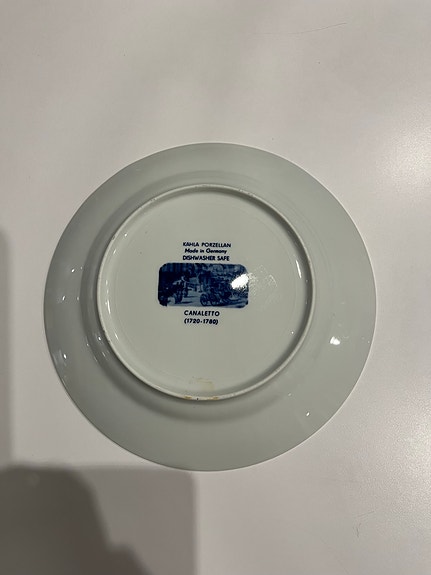 KAHLA PORZELLAN
Made in Germany
DISHWASHER SAFE
CANALETTO
(1720-1780)